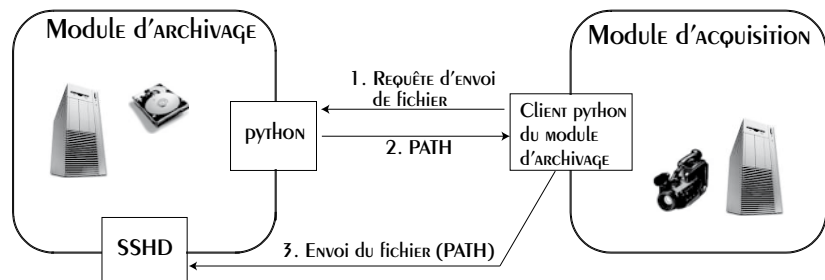 Module d'archivage
Module d'acquisition
1. Requête d'envoi
de fichier
python
2. PATH
Client python
du module
d'archivage
SSHD
3. Envoi du fichier (PATH)